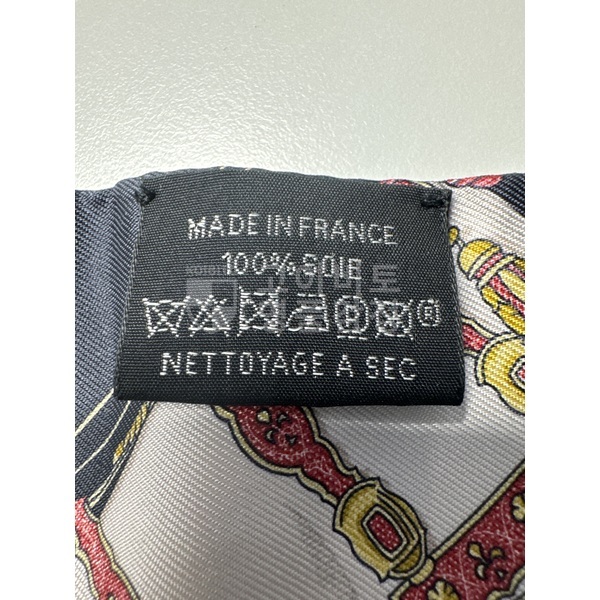 MADE IN FRANCE
100% SOIE
NETTOYAGE A SEC